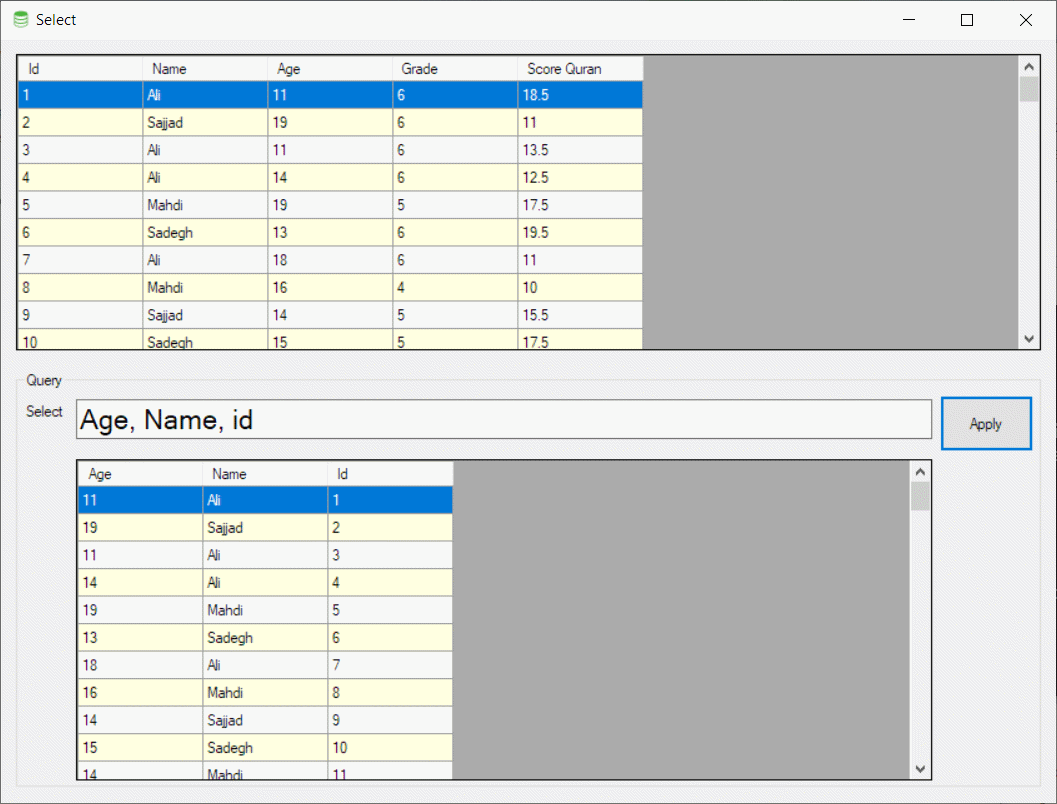 Select
Id Name Age Grade Score Quran
1 Ali 11 6 18.5
2 Sajjad 19 6 11
3 Ali 11 6 13.5
4 Ali 14 6 12.5
5 Mahdi 19 5 17.5
6 Sadegh 13 6 19.5
7 Ali 18 6 11
8 Mahdi 16 4 10
9 Sajjad 14 5 15.5
10 Sadegh 15 5 17.5
Query
Select Age, Name, id Apply
Age Name Id
11 Ali 1
19 Sajjad 2
11 Ali 3
14 Ali 4
19 Mahdi 5
13 Sadegh 6
18 Ali 7
16 Mahdi 8
14 Sajjad 9
15 Sadegh 10
14 Mahdi 11